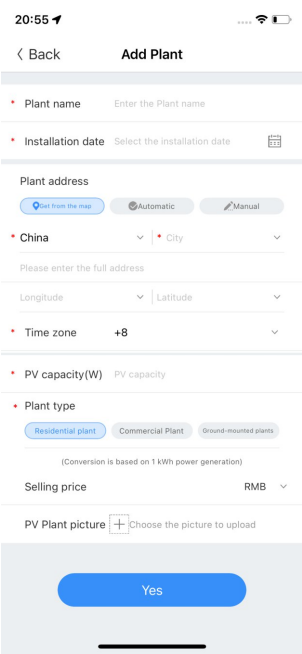 20:55
< Back Add Plant
* Plant name Enter the Plant name
* Installation date Select the installation date
Plant address
Get from the map Automatic Manual
* China * City
Please enter the full address
Longitude Latitude
* Time zone +8
* PV capacity(W) PV capacity
* Plant type
Residential plant Commercial Plant Ground-mounted plants
(Conversion is based on 1 kWh power generation)
Selling price RMB
PV Plant picture + Choose the picture to upload
Yes